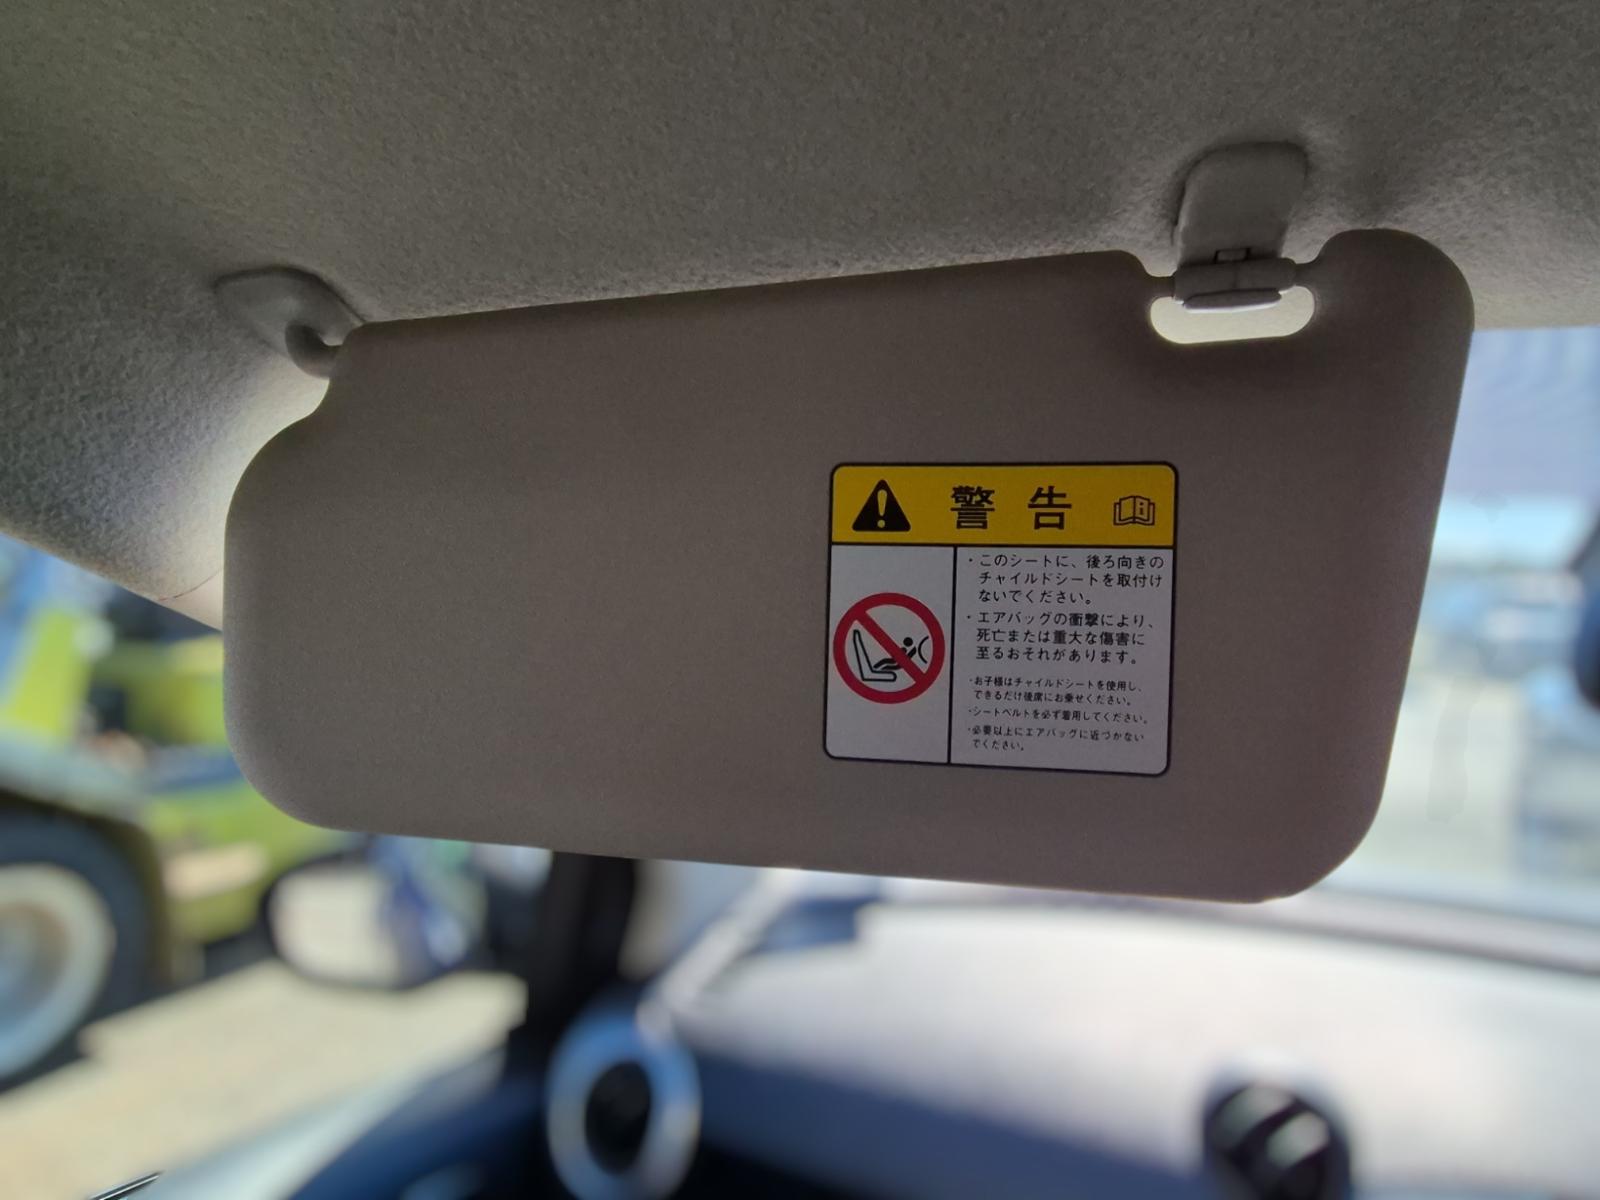 警告
・このシートに、後ろ向きの
チャイルドシートを取付け
ないでください。
・エアバッグの衝撃により、
死亡または重大な傷害に
至るおそれがあります。
・お子様はチャイルドシートを使用し、
できるだけ後席にお乗せください。
・シートベルトを必ず着用してください。
・必要以上にエアバッグに近づかない
でください。